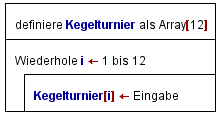 definiere Kegelturnier als Array[12]
Wiederhole i ← 1 bis 12
Kegelturnier[i] ← Eingabe